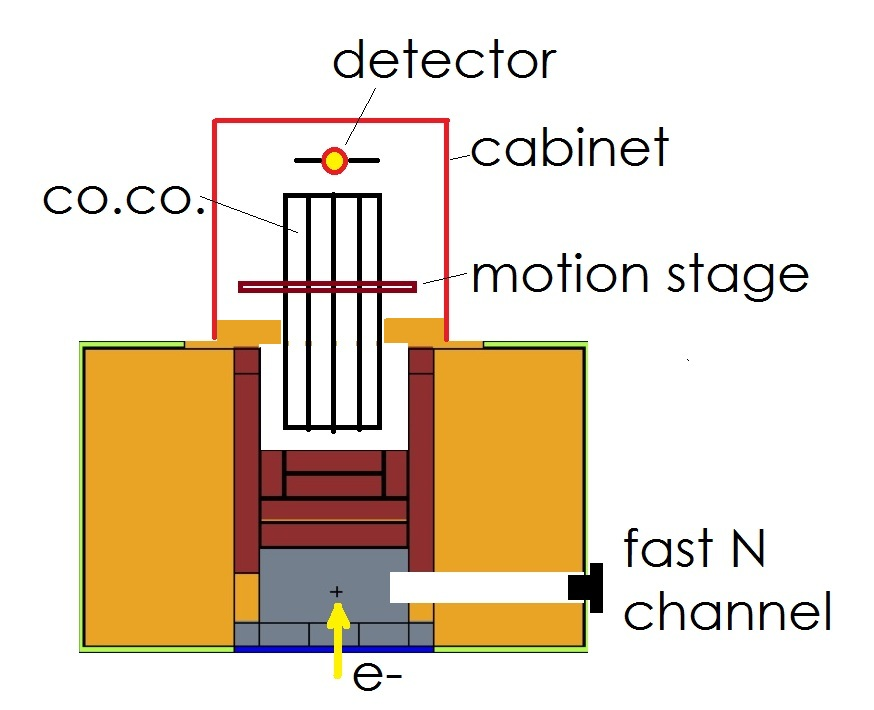 detector
cabinet
co.co.
motion stage
fast N
channel
e-